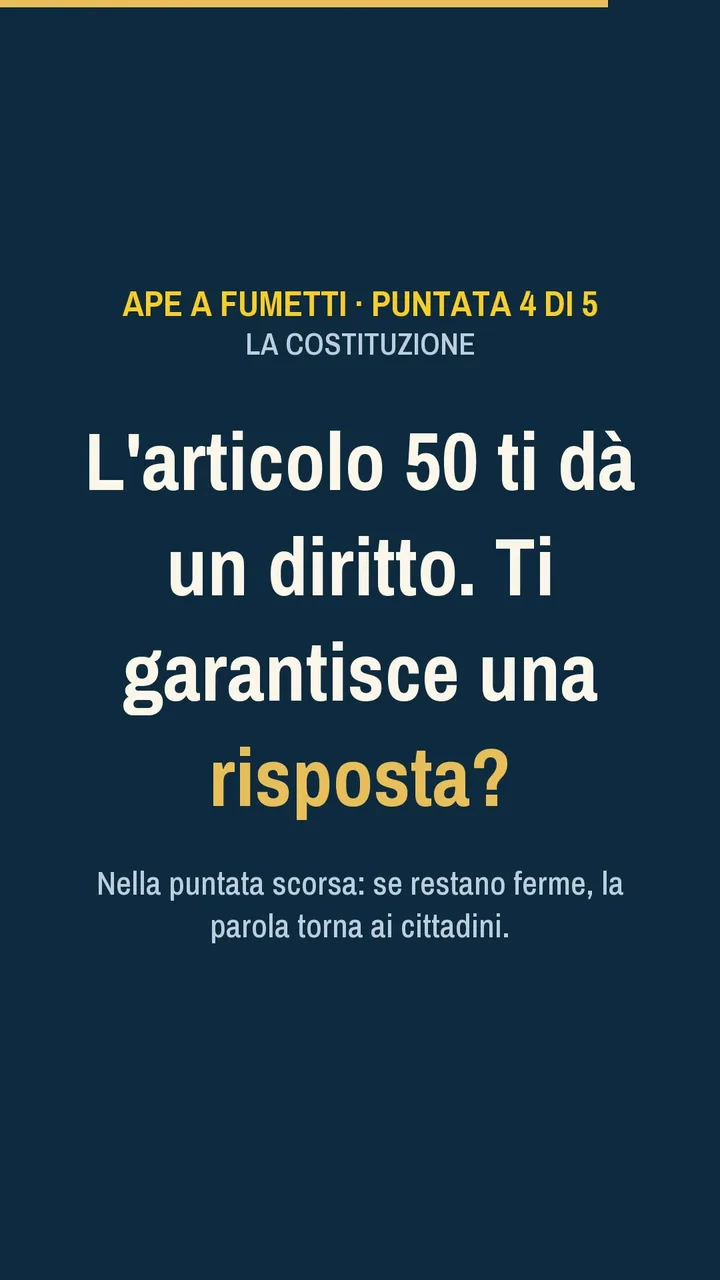 APE A FUMETTI · PUNTATA 4 DI 5
LA COSTITUZIONE
L'articolo 50 ti dà
un diritto. Ti
garantisce una
risposta?
Nella puntata scorsa: se restano ferme, la
parola torna ai cittadini.